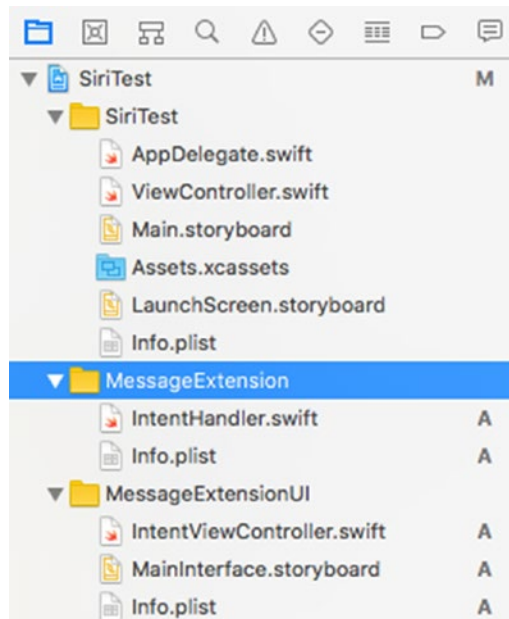 SiriTest M
SiriTest
AppDelegate.swift
ViewController.swift
Main.storyboard
Assets.xcassets
LaunchScreen.storyboard
Info.plist
MessageExtension
IntentHandler.swift A
Info.plist A
MessageExtensionUI
IntentViewController.swift A
MainInterface.storyboard A
Info.plist A